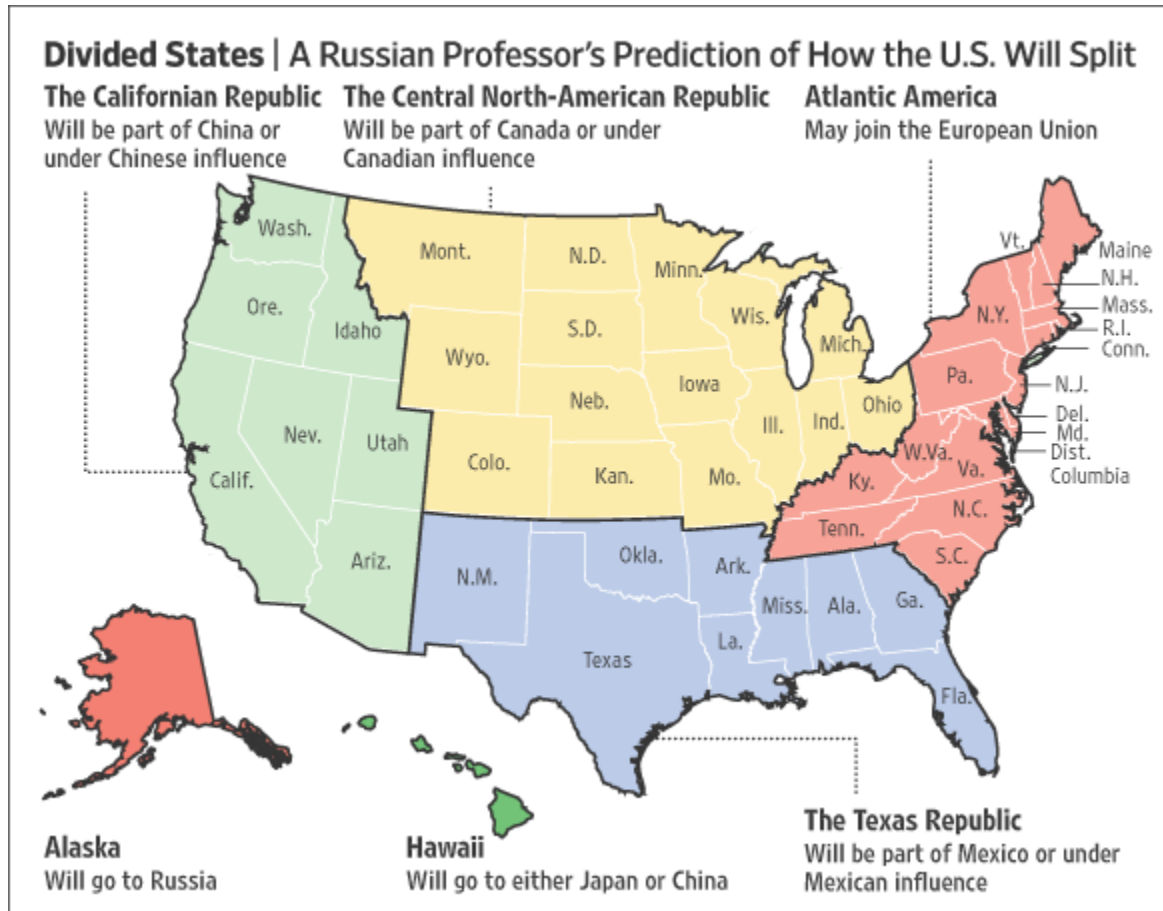 Divided States | A Russian Professor's Prediction of How the U.S. Will Split
The Californian Republic
Will be part of China or
under Chinese influence
The Central North-American Republic
Will be part of Canada or under
Canadian influence
Atlantic America
May join the European Union
Wash.
Ore.
Idaho
Calif.
Nev.
Utah
Ariz.
Mont.
N.D.
Minn.
S.D.
Wyo.
Wis.
Mich.
Iowa
Neb.
Ill.
Ind.
Ohio
Colo.
Kan.
Mo.
Vt.
Maine
N.H.
Mass.
R.I.
Conn.
N.Y.
Pa.
N.J.
Del.
Md.
Dist.
Columbia
W.Va.
Va.
Ky.
N.C.
Tenn.
S.C.
N.M.
Okla.
Ark.
Texas
La.
Miss.
Ala.
Ga.
Fla.
Alaska
Will go to Russia
Hawaii
Will go to either Japan or China
The Texas Republic
Will be part of Mexico or under
Mexican influence